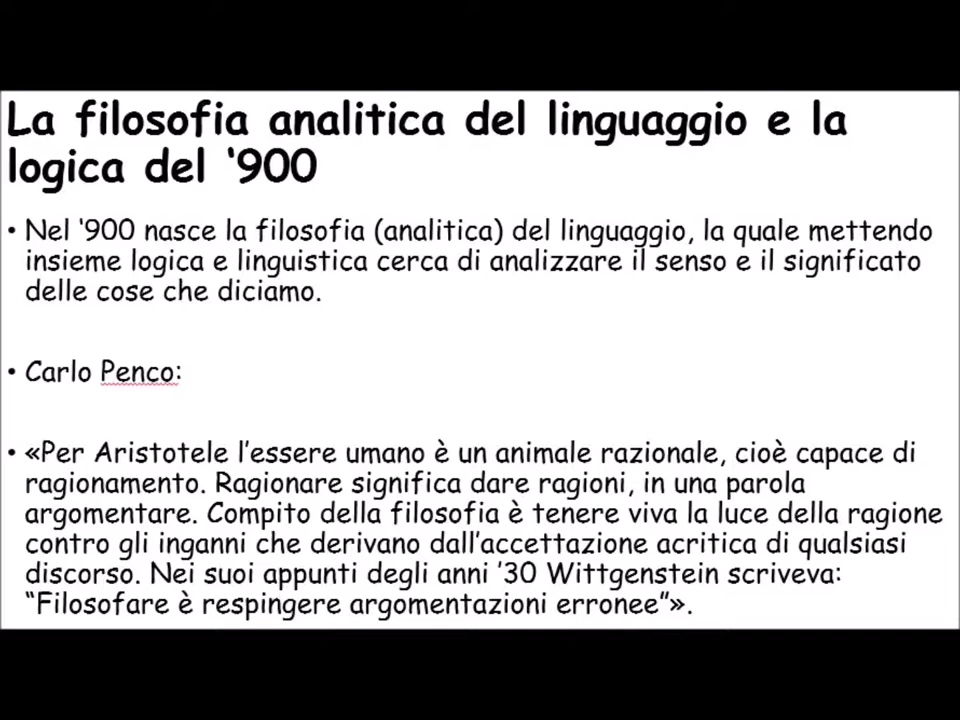 La filosofia analitica del linguaggio e la
logica del ‘900
• Nel ‘900 nasce la filosofia (analitica) del linguaggio, la quale mettendo
insieme logica e linguistica cerca di analizzare il senso e il significato
delle cose che diciamo.
• Carlo Penco:
• «Per Aristotele l’essere umano è un animale razionale, cioè capace di
ragionamento. Ragionare significa dare ragioni, in una parola
argomentare. Compito della filosofia è tenere viva la luce della ragione
contro gli inganni che derivano dall’accettazione acritica di qualsiasi
discorso. Nei suoi appunti degli anni ’30 Wittgenstein scriveva:
“Filosofare è respingere argomentazioni erronee”».